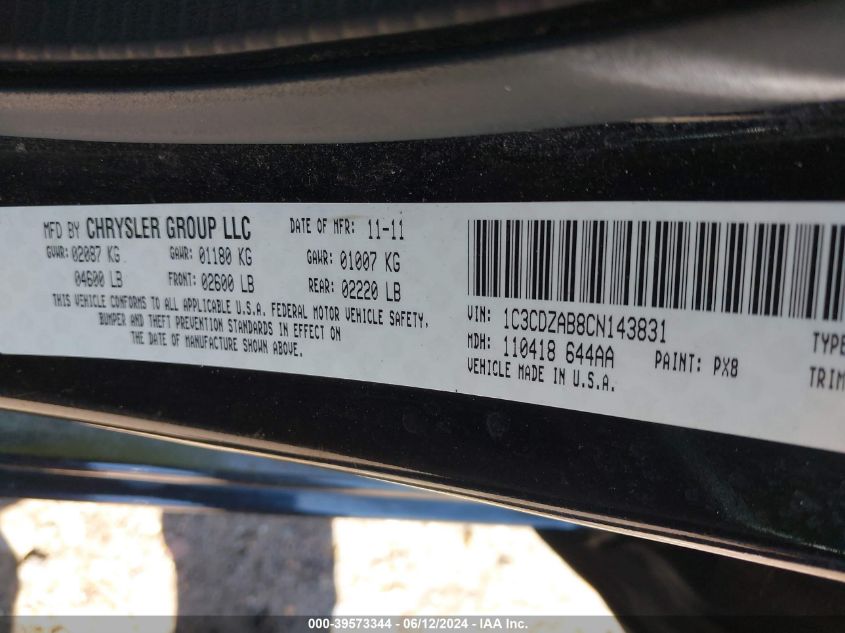 MFD BY CHRYSLER GROUP LLC DATE OF MFR: 11-11
GVWR: 02087 KG GAWR: 01180 KG GAWR: 01007 KG
04600 LB FRONT: 02600 LB REAR: 02220 LB
THIS VEHICLE CONFORMS TO ALL APPLICABLE U.S.A. FEDERAL MOTOR VEHICLE SAFETY,
BUMPER AND THEFT PREVENTION STANDARDS IN EFFECT ON
THE DATE OF MANUFACTURE SHOWN ABOVE.
VIN: 1C3CDZAB8CN143831
MDH: 110418 644AA PAINT: PX8 TYPE
VEHICLE MADE IN U.S.A. TRIM
000-39573344 - 06/12/2024 - IAA Inc.